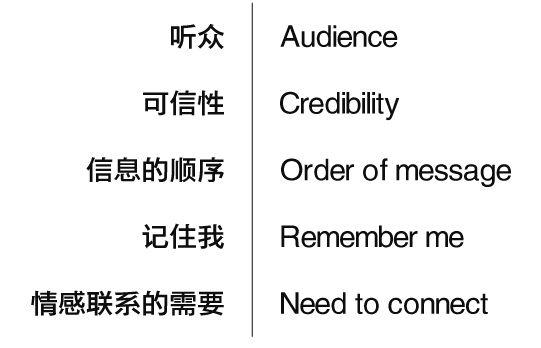 听众 Audience
可信性 Credibility
信息的顺序 Order of message
记住我 Remember me
情感联系的需要 Need to connect